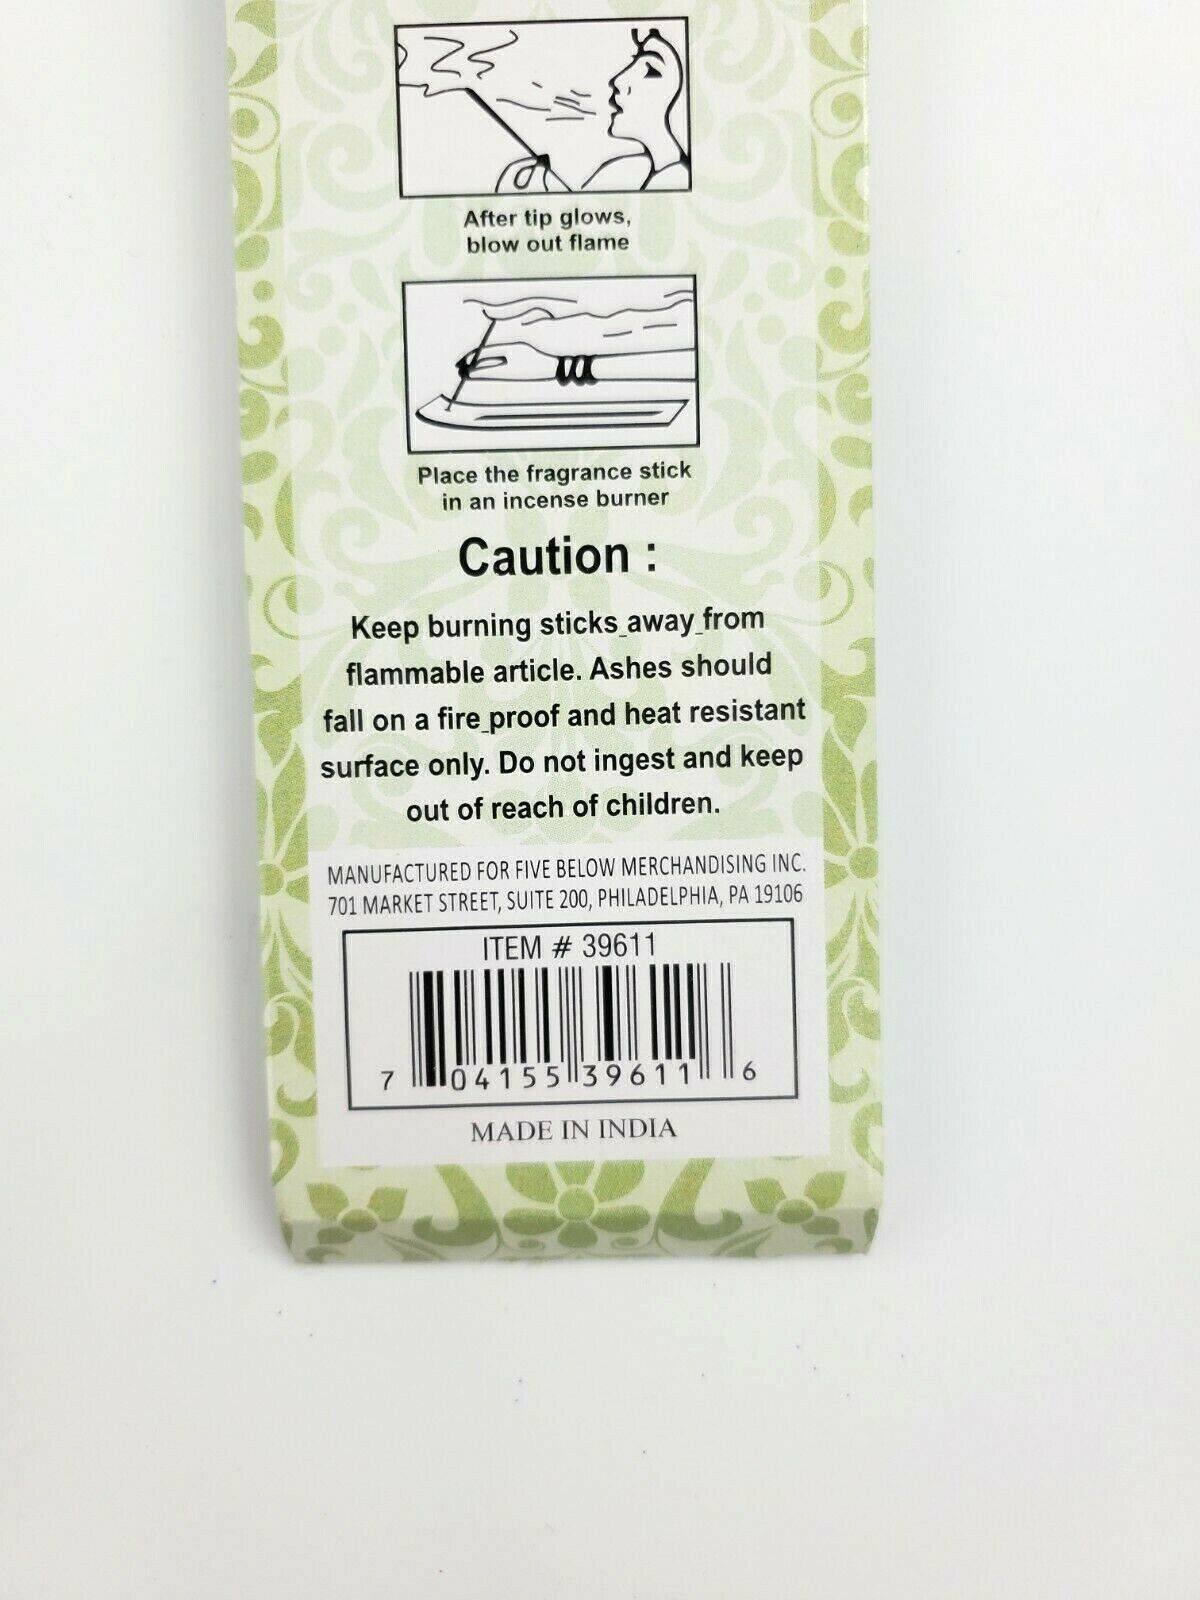 After tip glows,
blow out flame
Place the fragrance stick
in an incense burner
Caution :
Keep burning sticks_away_from
flammable article. Ashes should
fall on a fire_proof and heat resistant
surface only. Do not ingest and keep
out of reach of children.
MANUFACTURED FOR FIVE BELOW MERCHANDISING INC.
701 MARKET STREET, SUITE 200, PHILADELPHIA, PA 19106
ITEM # 39611
7 04155 39611 6
MADE IN INDIA